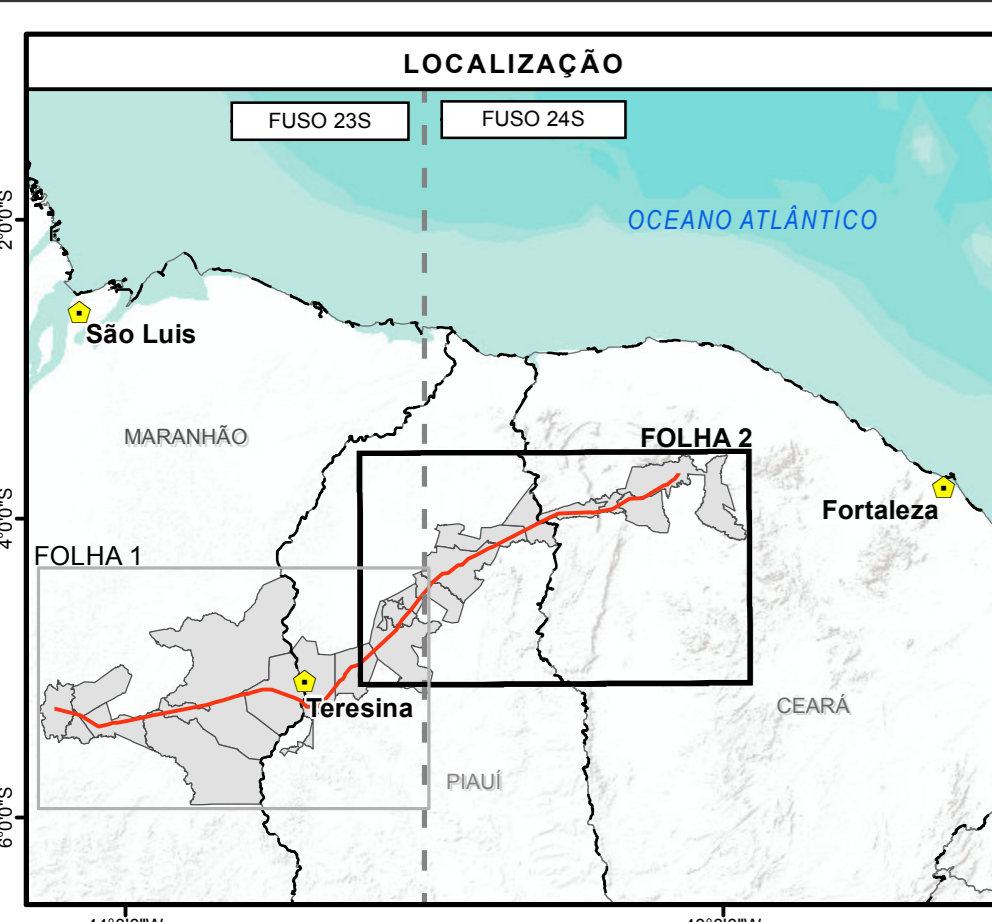 LOCALIZAÇÃO
FUSO 23S
FUSO 24S
2°0'0"S
OCEANO ATLÂNTICO
São Luis
MARANHÃO
FOLHA 2
Fortaleza
4°0'0"S
FOLHA 1
Teresina
CEARÁ
PIAUÍ
6°0'0"S